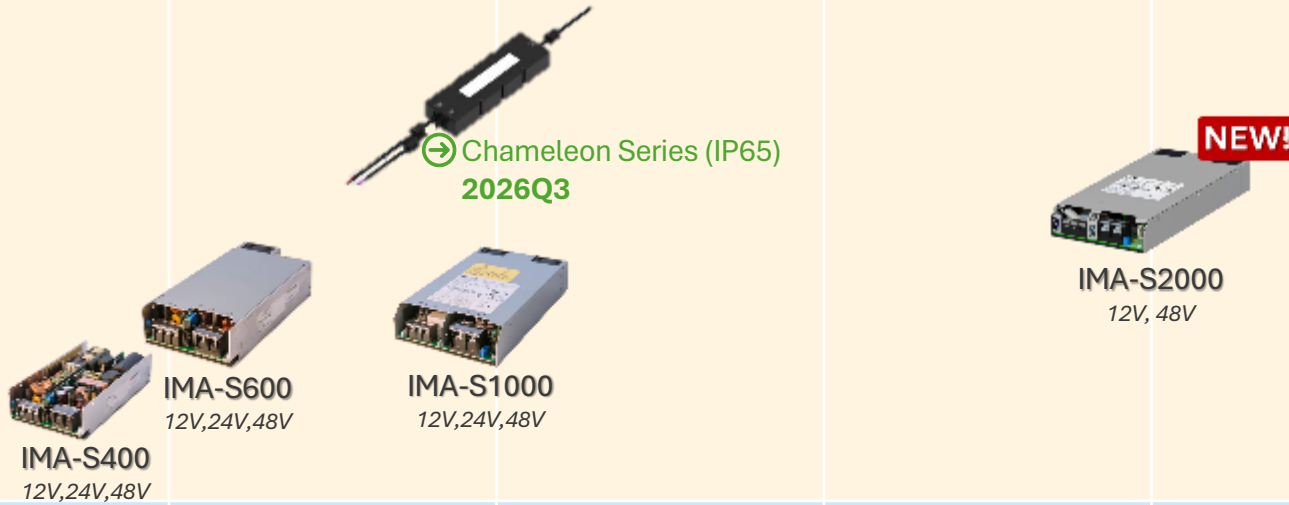 Chameleon Series (IP65)
2026Q3
NEW!
IMA-S2000
12V, 48V
IMA-S600
12V,24V,48V
IMA-S1000
12V,24V,48V
IMA-S400
12V,24V,48V